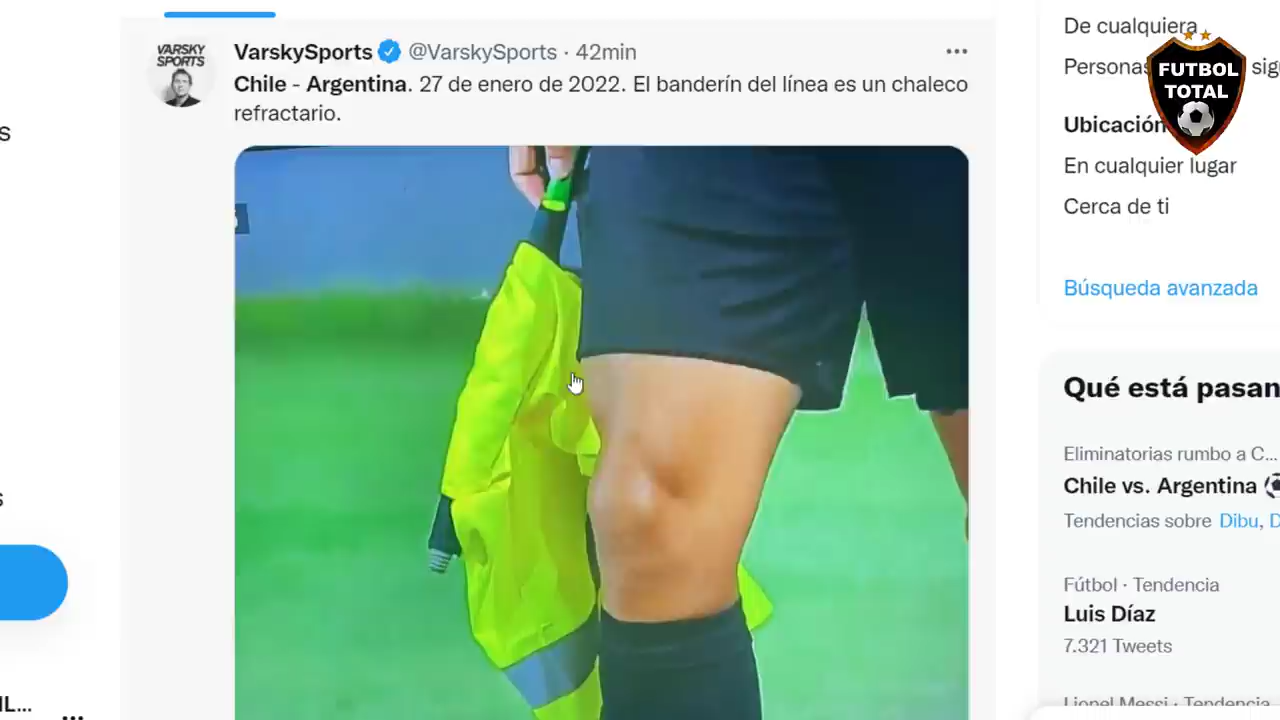 VARSKY
SPORTS
VarskySports @VarskySports · 42min
Chile - Argentina. 27 de enero de 2022. El banderín del línea es un chaleco
refractario.
De cualquiera
Personas
FUTBOL
TOTAL
Ubicación
En cualquier lugar
Cerca de ti
Búsqueda avanzada
Qué está pasan
Eliminatorias rumbo a C...
Chile vs. Argentina
Tendencias sobre Dibu, D
Fútbol · Tendencia
Luis Díaz
7.321 Tweets
Lionel Messi · Tendencia